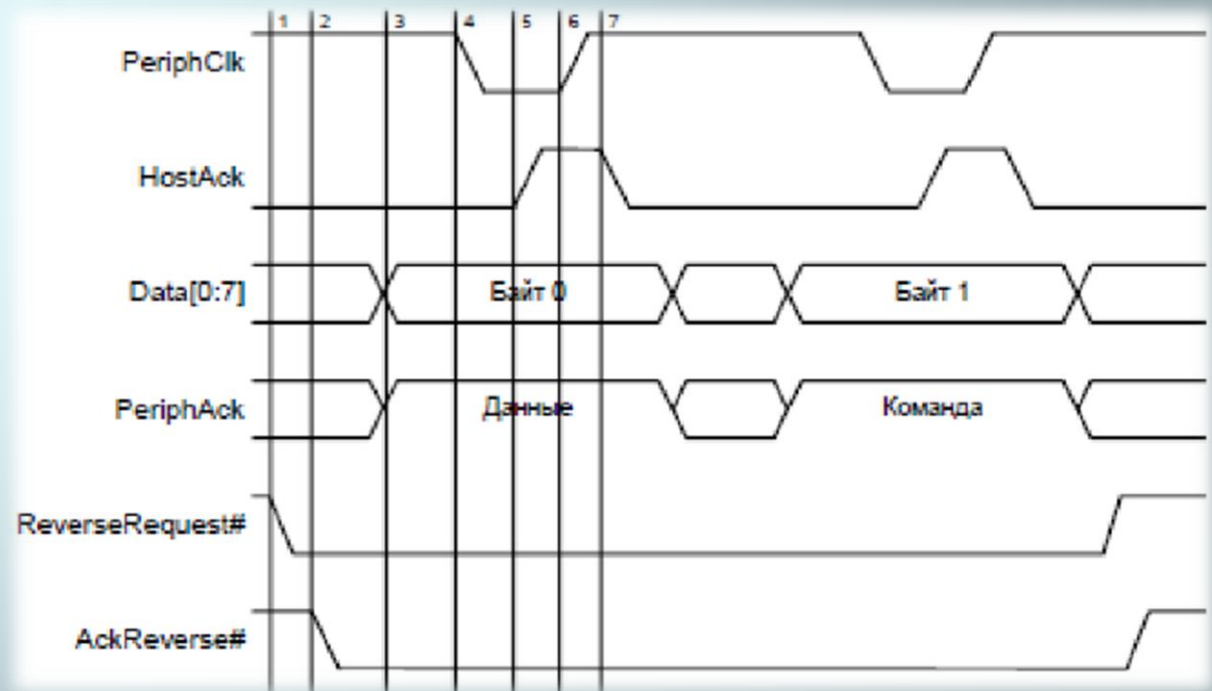 1 2 3 4 5 6 7
PeriphClk
HostAck
Data[0:7] Байт 0 Байт 1
PeriphAck Данные Команда
ReverseRequest#
AckReverse#